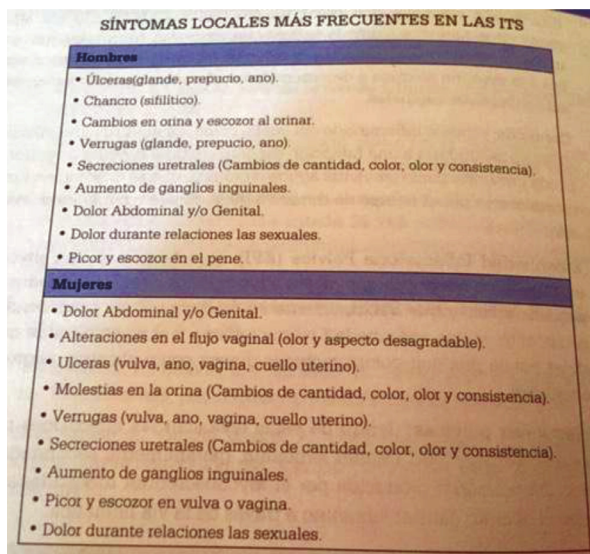 SÍNTOMAS LOCALES MÁS FRECUENTES EN LAS ITS
Hombres
• Úlceras(glande, prepucio, ano).
• Chancro (sifilítico).
• Cambios en orina y escozor al orinar.
• Verrugas (glande, prepucio, ano).
• Secreciones uretrales (Cambios de cantidad, color, olor y consistencia).
• Aumento de ganglios inguinales.
• Dolor Abdominal y/o Genital.
• Dolor durante relaciones las sexuales.
• Picor y escozor en el pene.
Mujeres
• Dolor Abdominal y/o Genital.
• Alteraciones en el flujo vaginal (olor y aspecto desagradable).
• Ulceras (vulva, ano, vagina, cuello uterino).
• Molestias en la orina (Cambios de cantidad, color, olor y consistencia).
• Verrugas (vulva, ano, vagina, cuello uterino).
• Secreciones uretrales (Cambios de cantidad, color, olor y consistencia).
• Aumento de ganglios inguinales.
• Picor y escozor en vulva o vagina.
• Dolor durante relaciones las sexuales.